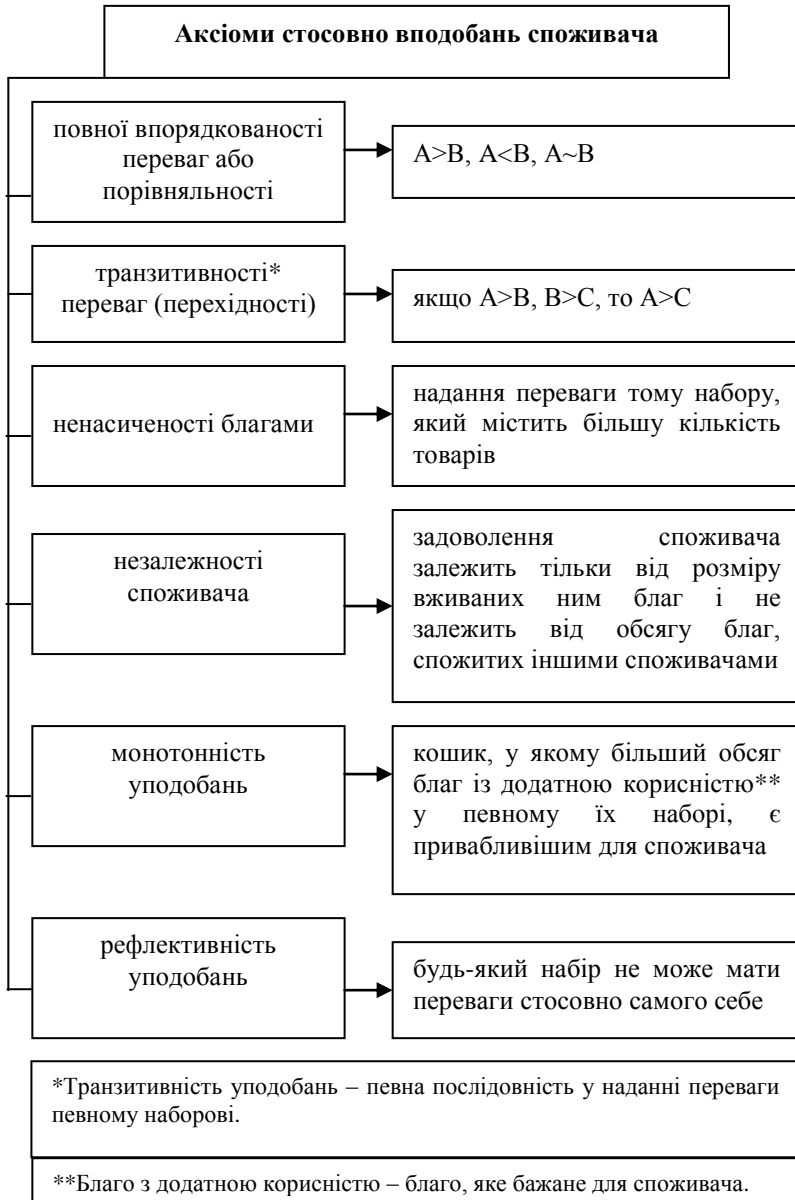 Аксіоми стосовно вподобань споживача
повної впорядкованості
переваг або
порівняльності
A>B, A<B, A~B
транзитивності*
переваг (перехідності)
якщо A>B, B>C, то A>C
ненасиченості благами
надання переваги тому набору,
який містить більшу кількість
товарів
незалежності
споживача
задоволення споживача
залежить тільки від розміру
вживаних ним благ і не
залежить від обсягу благ,
спожитих іншими споживачами
монотонність
уподобань
кошик, у якому більший обсяг
благ із додатною корисністю**
у певному їх наборі, є
привабливішим для споживача
рефлективність
уподобань
будь-який набір не може мати
переваги стосовно самого себе
*Транзитивність уподобань – певна послідовність у наданні переваги
певному наборові.
**Благо з додатною корисністю – благо, яке бажане для споживача.